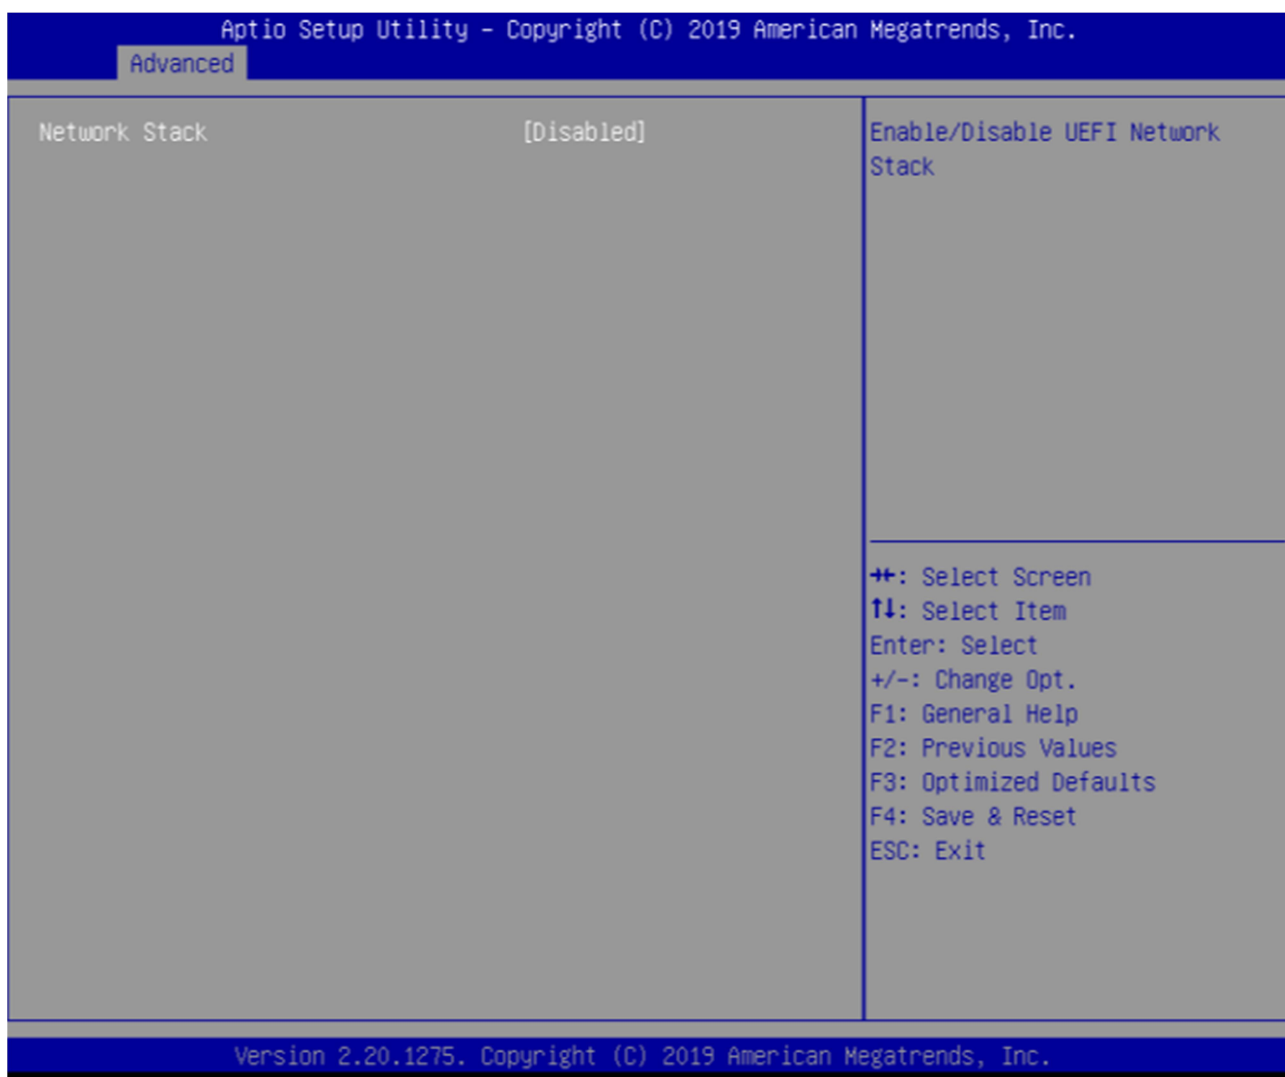 Aptio Setup Utility – Copyright (C) 2019 American Megatrends, Inc.
Advanced
Network Stack [Disabled]
Enable/Disable UEFI Network
Stack
→←: Select Screen
↑↓: Select Item
Enter: Select
+/-: Change Opt.
F1: General Help
F2: Previous Values
F3: Optimized Defaults
F4: Save & Reset
ESC: Exit
Version 2.20.1275. Copyright (C) 2019 American Megatrends, Inc.